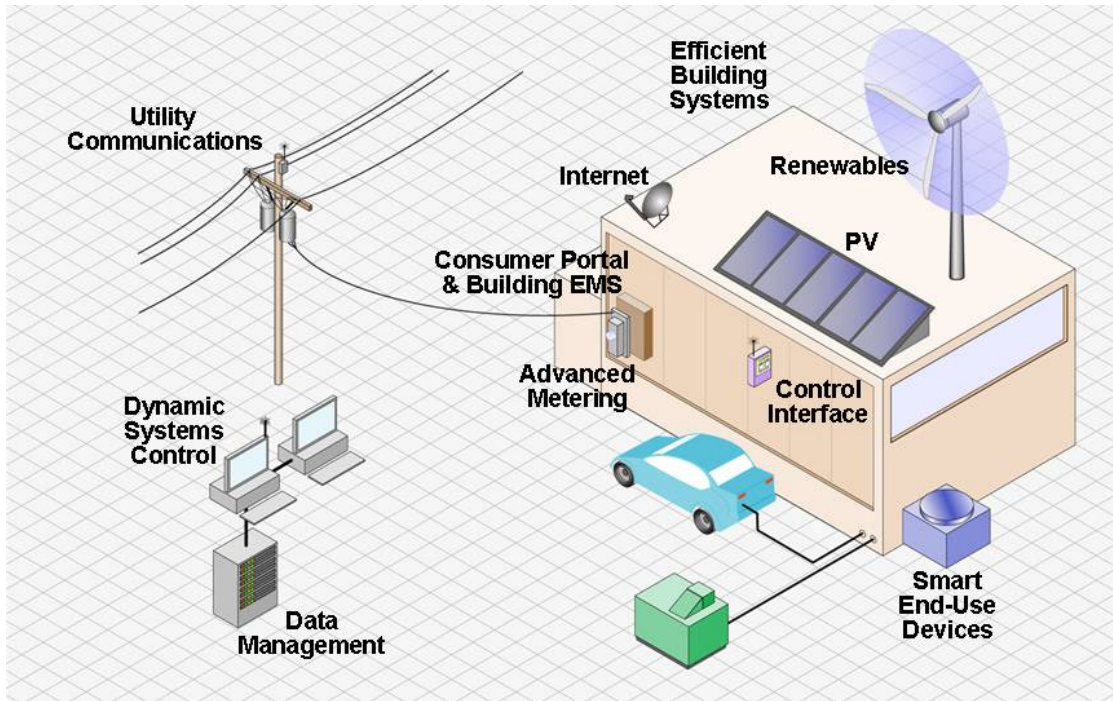 Efficient
Building
Systems
Utility
Communications
Internet
Renewables
PV
Consumer Portal
& Building EMS
Advanced
Metering
Control
Interface
Dynamic
Systems
Control
Smart
End-Use
Devices
Data
Management